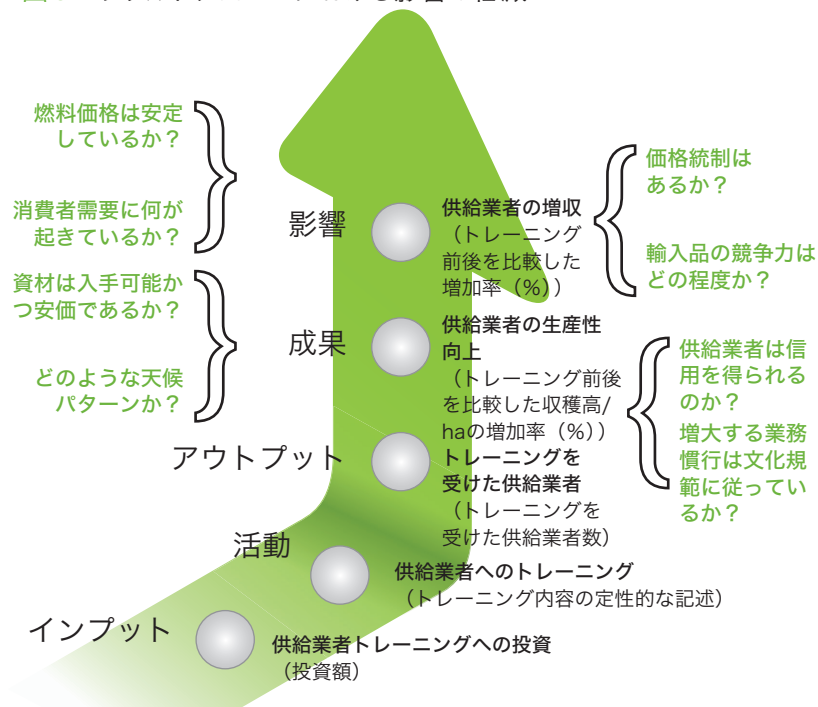 燃料価格は安定
しているか？
消費者需要に何が
起きているか？
資材は入手可能か
つ安価であるか？
どのような天候
パターンか？
影響
供給業者の増収
（トレーニング
前後を比較した
増加率（%））
価格統制は
あるか？
輸入品の競争力は
どの程度か？
成果
供給業者の生産性
向上
（トレーニング前後
を比較した収穫高/
haの増加率（%））
供給業者は信
用を得られる
のか？
増大する業務
慣行は文化規
範に従ってい
るか？
アウトプット
トレーニングを
受けた供給業者
（トレーニングを
受けた供給業者数）
活動
供給業者へのトレーニング
（トレーニング内容の定性的な記述）
インプット
供給業者トレーニングへの投資
（投資額）